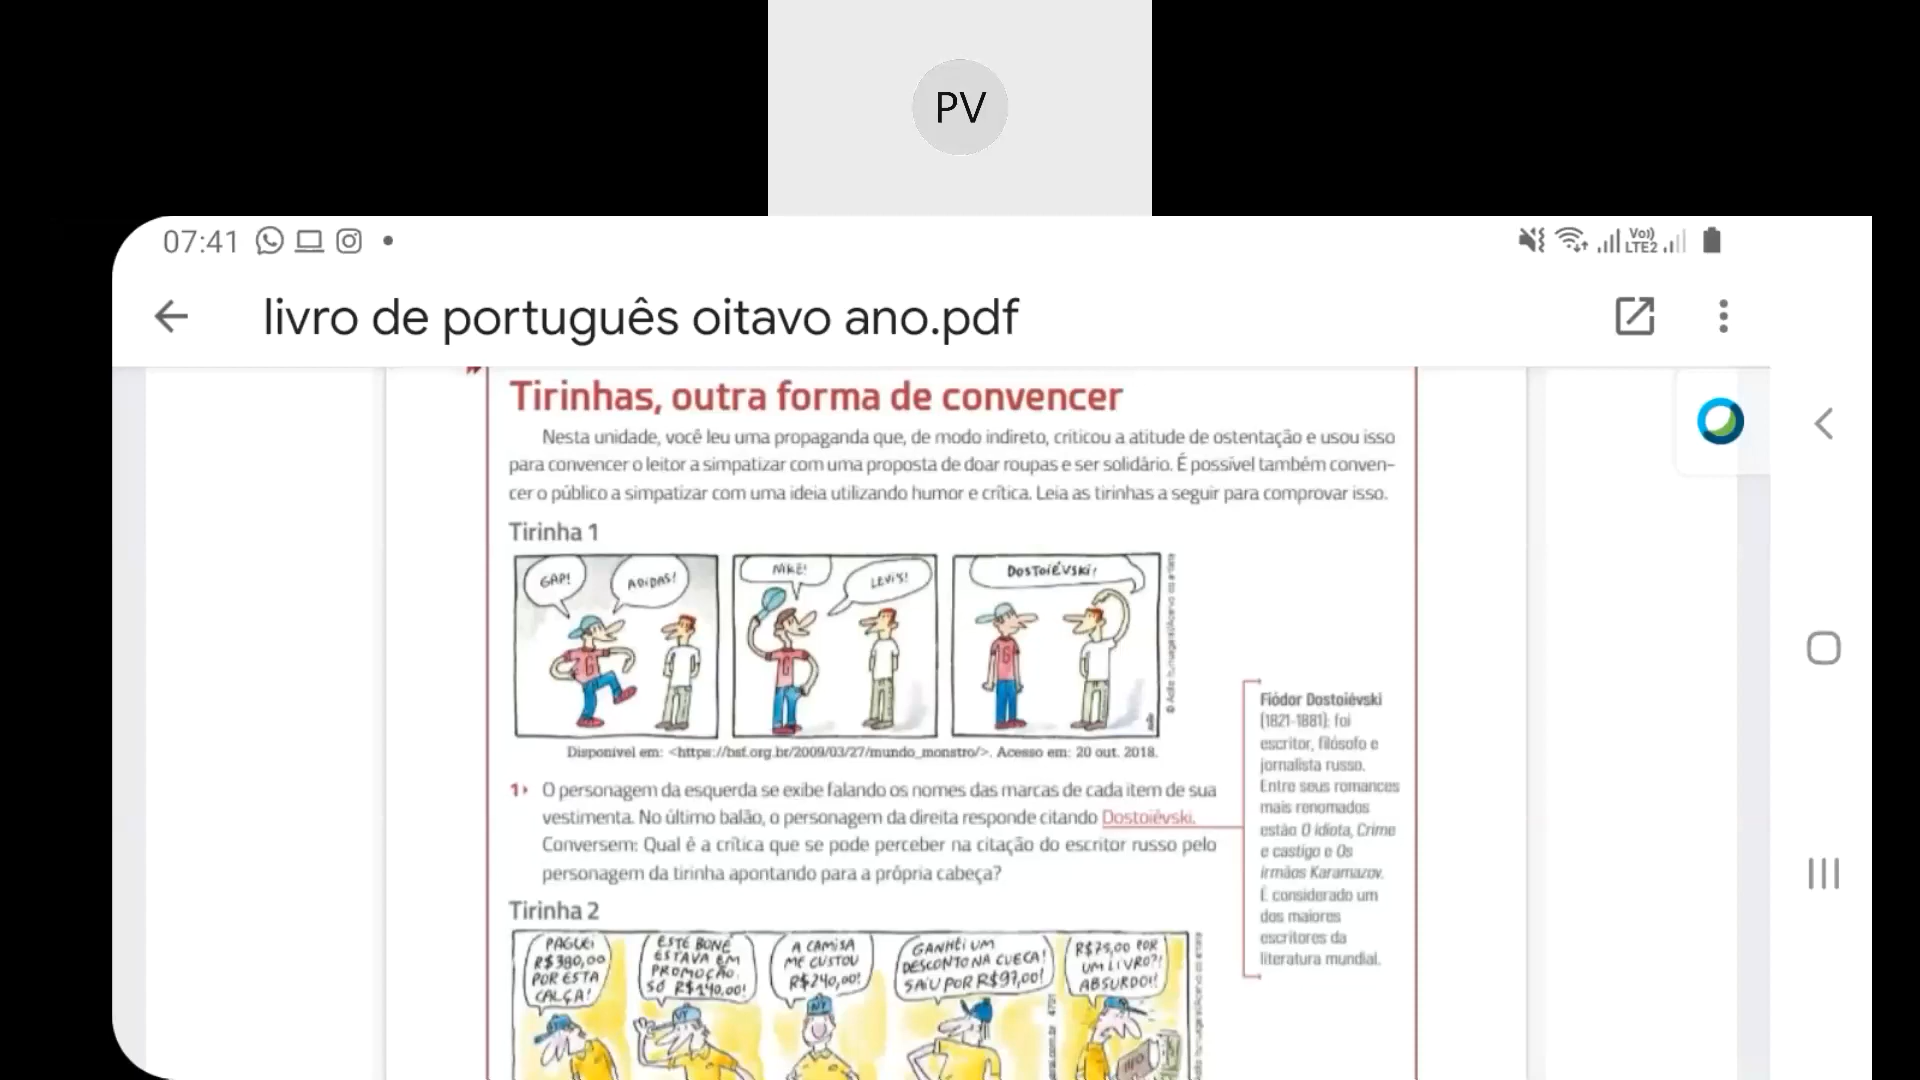 PV
07:41
Vo))
LTE2
livro de português oitavo ano.pdf
Tirinhas, outra forma de convencer
Nesta unidade, você leu uma propaganda que, de modo indireto, criticou a atitude de ostentação e usou isso
para convencer o leitor a simpatizar com uma proposta de doar roupas e ser solidário. É possível também conven-
cer o público a simpatizar com uma ideia utilizando humor e crítica. Leia as tirinhas a seguir para comprovar isso.
Tirinha 1
GAP!
ADIDAS!
NIKE!
LEVI'S!
DOSTOIÉVSKI!
G
G
G
Disponível em: <https://bsf.org.br/2009/03/27/mundo_monstro/>. Acesso em: 20 out. 2018.
1 O personagem da esquerda se exibe falando os nomes das marcas de cada item de sua
vestimenta. No último balão, o personagem da direita responde citando Dostoiévski.
Conversem: Qual é a crítica que se pode perceber na citação do escritor russo pelo
personagem da tirinha apontando para a própria cabeça?
Fiódor Dostoiévski
(1821-1881): foi
escritor, filósofo e
jornalista russo.
Entre seus romances
mais renomados
estão O idiota, Crime
e castigo e Os
irmãos Karamazov.
É considerado um
dos maiores
escritores da
literatura mundial.
Tirinha 2
PAGUEI
R$380,00
POR ESTA
CALÇA!
ESTE BONÉ
ESTAVA EM
PROMOÇÃO.
SÓ R$140,00!
A CAMISA
ME CUSTOU
R$240,00!
GANHEI UM
DESCONTO NA CUECA!
SAIU POR R$97,00!
R$75,00 POR
UM LIVRO?!
ABSURDO!!